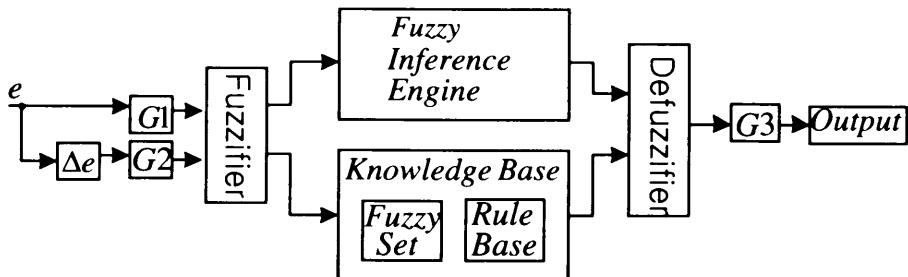 e
G1
Δe
G2
Fuzzifier
Fuzzy
Inference
Engine
Knowledge Base
Fuzzy
Set
Rule
Base
Defuzzifier
G3
Output